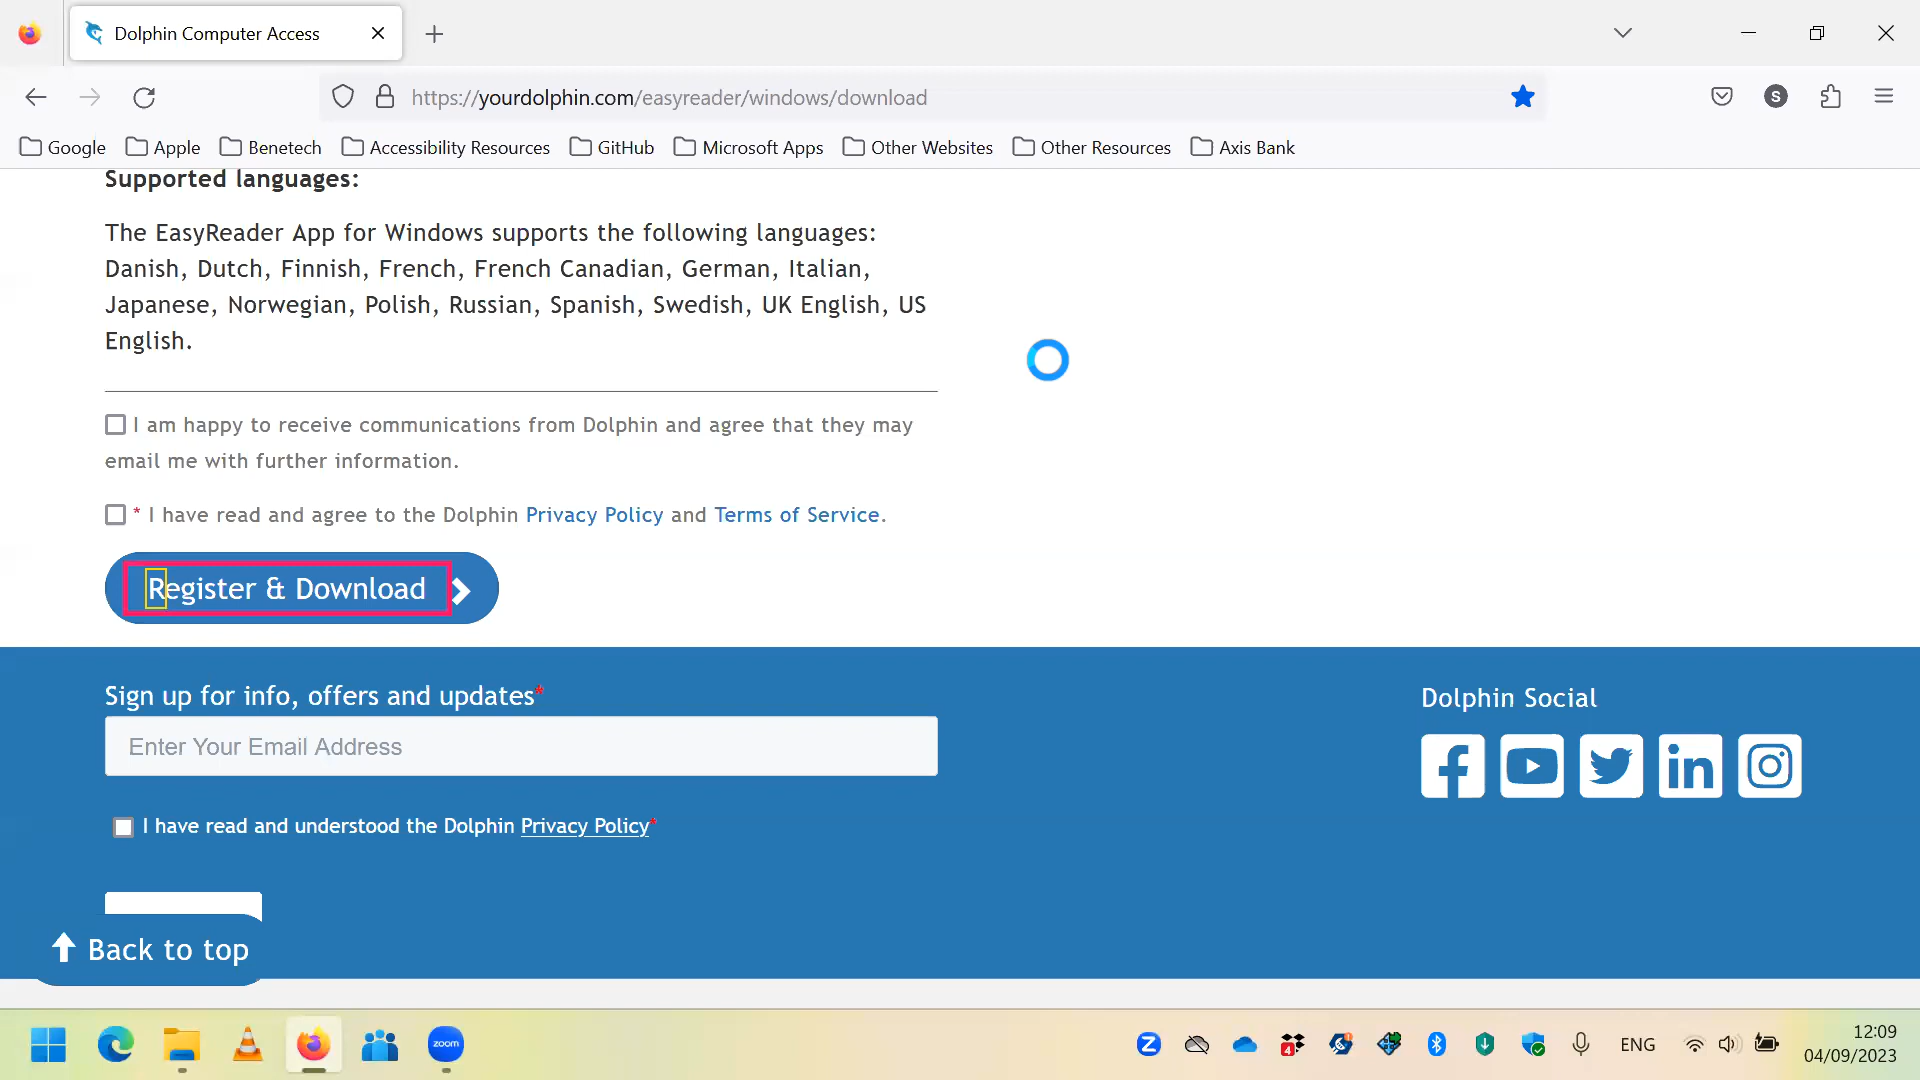 Dolphin Computer Access
https://yourdolphin.com/easyreader/windows/download
S
Google Apple Benetech Accessibility Resources GitHub Microsoft Apps Other Websites Other Resources Axis Bank
Supported languages:
The EasyReader App for Windows supports the following languages:
Danish, Dutch, Finnish, French, French Canadian, German, Italian,
Japanese, Norwegian, Polish, Russian, Spanish, Swedish, UK English, US
English.
I am happy to receive communications from Dolphin and agree that they may
email me with further information.
* I have read and agree to the Dolphin Privacy Policy and Terms of Service.
Register & Download
Sign up for info, offers and updates*
Enter Your Email Address
I have read and understood the Dolphin Privacy Policy*
Dolphin Social
Back to top
zoom
Z
4
ENG
12:09
04/09/2023